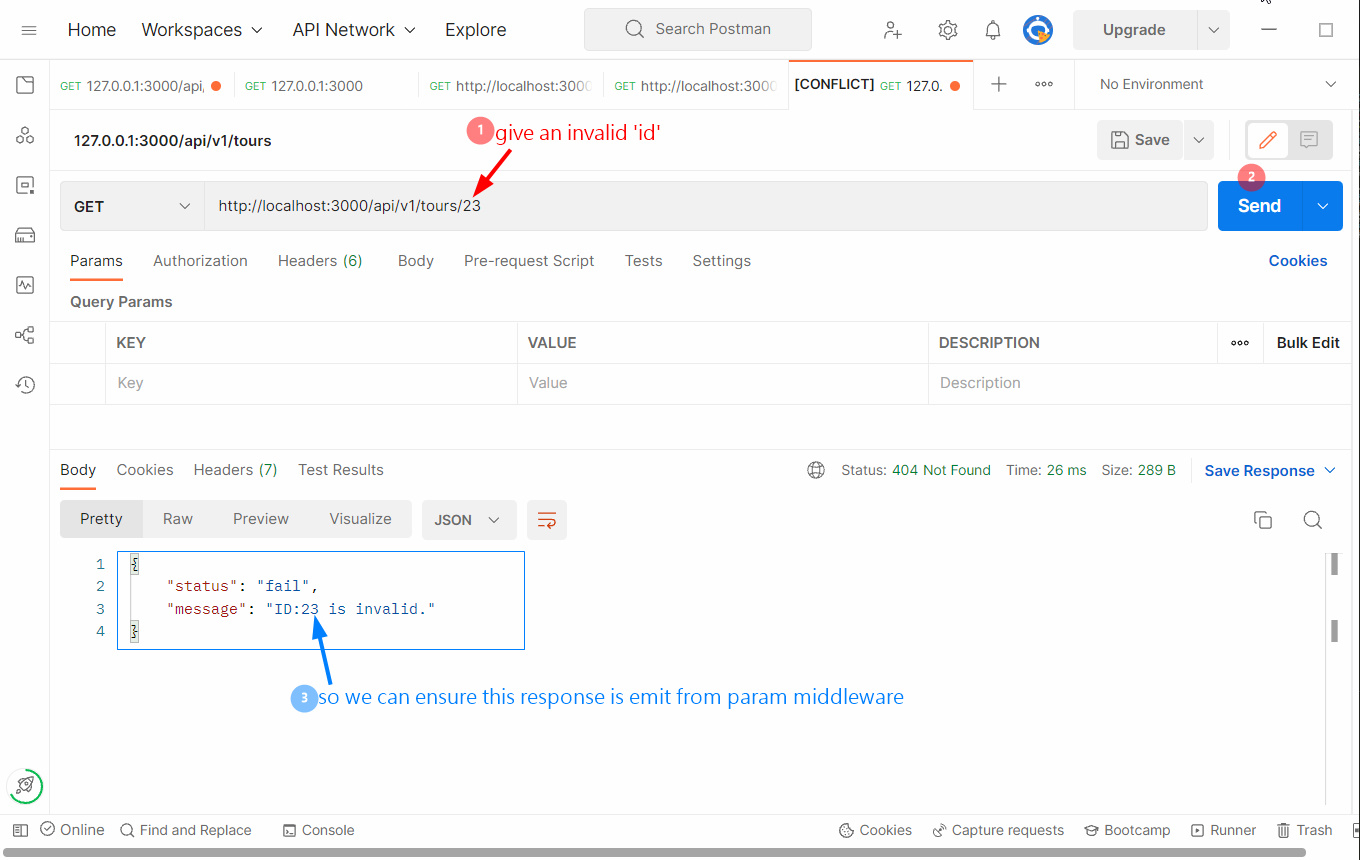 Home Workspaces API Network Explore Search Postman Upgrade
GET 127.0.0.1:3000/api, GET 127.0.0.1:3000 GET http://localhost:3000 GET http://localhost:3000 [CONFLICT] GET 127.0. No Environment
1 give an invalid 'id'
127.0.0.1:3000/api/v1/tours Save
2
GET http://localhost:3000/api/v1/tours/23 Send
Params Authorization Headers (6) Body Pre-request Script Tests Settings Cookies
Query Params
KEY VALUE DESCRIPTION Bulk Edit
Key Value Description
Body Cookies Headers (7) Test Results Status: 404 Not Found Time: 26 ms Size: 289 B Save Response
Pretty Raw Preview Visualize JSON
1 {
2 "status": "fail",
3 "message": "ID:23 is invalid."
4 }
3 so we can ensure this response is emit from param middleware
Online Find and Replace Console Cookies Capture requests Bootcamp Runner Trash